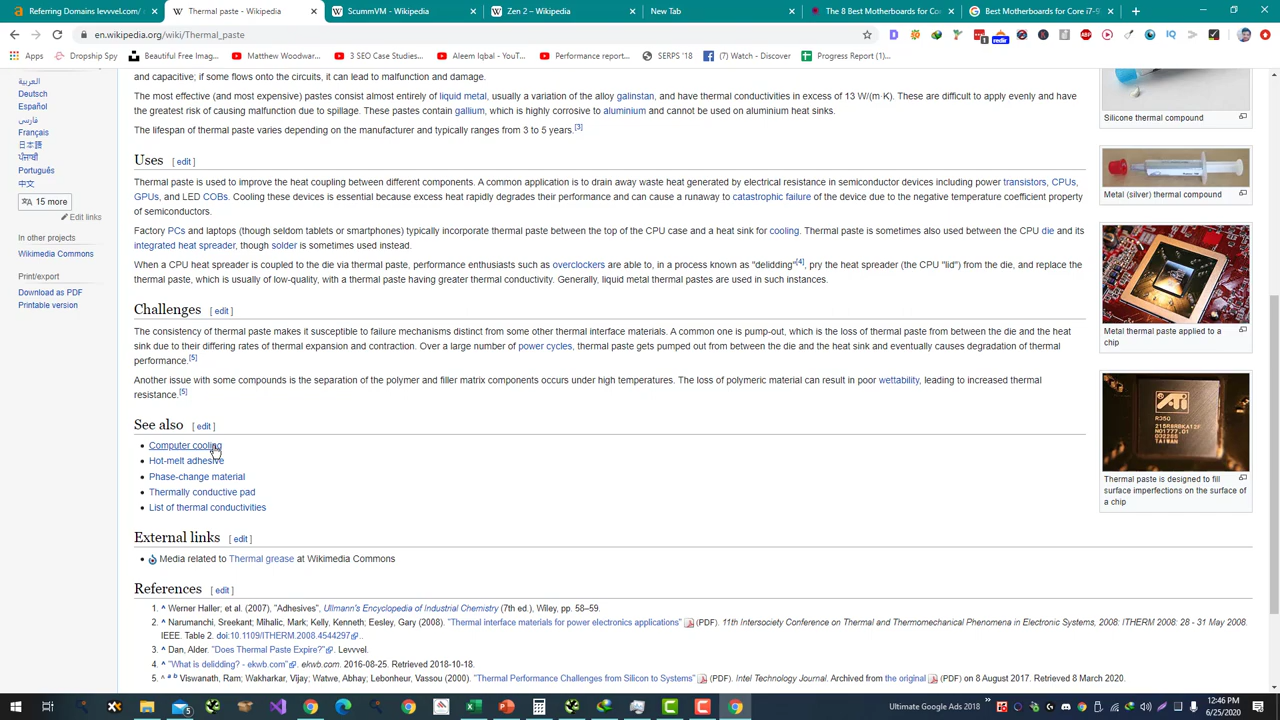 Referring Domains levvvel.com/
Thermal paste - Wikipedia
ScummVM - Wikipedia
Zen 2 - Wikipedia
New Tab
The 8 Best Motherboards for Co
Best Motherboards for Core i7-9
en.wikipedia.org/wiki/Thermal_paste
Apps
Dropship Spy
Beautiful Free Imag...
Matthew Woodwar...
3 SEO Case Studies...
Aleem Iqbal - YouT...
Performance report...
SERPS '18
(7) Watch - Discover
Progress Report (1)...
العربية
Deutsch
Español
فارسی
Français
日本語
ਪੰਜਾਬੀ
Português
中文
15 more
Edit links
In other projects
Wikimedia Commons
Print/export
Download as PDF
Printable version
and capacitive; if some flows onto the circuits, it can lead to malfunction and damage.
The most effective (and most expensive) pastes consist almost entirely of liquid metal, usually a variation of the alloy galinstan, and have thermal conductivities in excess of 13 W/(m·K). These are difficult to apply evenly and have
the greatest risk of causing malfunction due to spillage. These pastes contain gallium, which is highly corrosive to aluminium and cannot be used on aluminium heat sinks.
The lifespan of thermal paste varies depending on the manufacturer and typically ranges from 3 to 5 years.[3]
Uses [ edit ]
Thermal paste is used to improve the heat coupling between different components. A common application is to drain away waste heat generated by electrical resistance in semiconductor devices including power transistors, CPUs,
GPUs, and LED COBs. Cooling these devices is essential because excess heat rapidly degrades their performance and can cause a runaway to catastrophic failure of the device due to the negative temperature coefficient property
of semiconductors.
Factory PCs and laptops (though seldom tablets or smartphones) typically incorporate thermal paste between the top of the CPU case and a heat sink for cooling. Thermal paste is sometimes also used between the CPU die and its
integrated heat spreader, though solder is sometimes used instead.
When a CPU heat spreader is coupled to the die via thermal paste, performance enthusiasts such as overclockers are able to, in a process known as "delidding"[4], pry the heat spreader (the CPU "lid") from the die, and replace the
thermal paste, which is usually of low-quality, with a thermal paste having greater thermal conductivity. Generally, liquid metal thermal pastes are used in such instances.
Challenges [ edit ]
The consistency of thermal paste makes it susceptible to failure mechanisms distinct from some other thermal interface materials. A common one is pump-out, which is the loss of thermal paste from between the die and the heat
sink due to their differing rates of thermal expansion and contraction. Over a large number of power cycles, thermal paste gets pumped out from between the die and the heat sink and eventually causes degradation of thermal
performance.[5]
Another issue with some compounds is the separation of the polymer and filler matrix components occurs under high temperatures. The loss of polymeric material can result in poor wettability, leading to increased thermal
resistance.[5]
See also [ edit ]
Computer cooling
Hot-melt adhesive
Phase-change material
Thermally conductive pad
List of thermal conductivities
External links [ edit ]
Media related to Thermal grease at Wikimedia Commons
References [ edit ]
1. ^ Werner Haller; et al. (2007), "Adhesives", Ullmann's Encyclopedia of Industrial Chemistry (7th ed.), Wiley, pp. 58–59.
2. ^ Narumanchi, Sreekant; Mihalic, Mark; Kelly, Kenneth; Eesley, Gary (2008). "Thermal interface materials for power electronics applications" (PDF). 11th Intersociety Conference on Thermal and Thermomechanical Phenomena in Electronic Systems, 2008: ITHERM 2008: 28 - 31 May 2008.
IEEE. Table 2. doi:10.1109/ITHERM.2008.4544297.
3. ^ Dan, Alder. "Does Thermal Paste Expire?". Levvvel.
4. ^ "What is delidding? - ekwb.com". ekwb.com. 2016-08-25. Retrieved 2018-10-18.
5. ^ a b Viswanath, Ram; Wakharkar, Vijay; Watwe, Abhay; Lebonheur, Vassou (2000). "Thermal Performance Challenges from Silicon to Systems" (PDF). Intel Technology Journal. Archived from the original (PDF) on 8 August 2017. Retrieved 8 March 2020.
Silicone thermal compound
Metal (silver) thermal compound
Metal thermal paste applied to a
chip
ATI
R350
Thermal paste is designed to fill
surface imperfections on the surface of
a chip
Ultimate Google Ads 2018
12:46 PM
6/25/2020